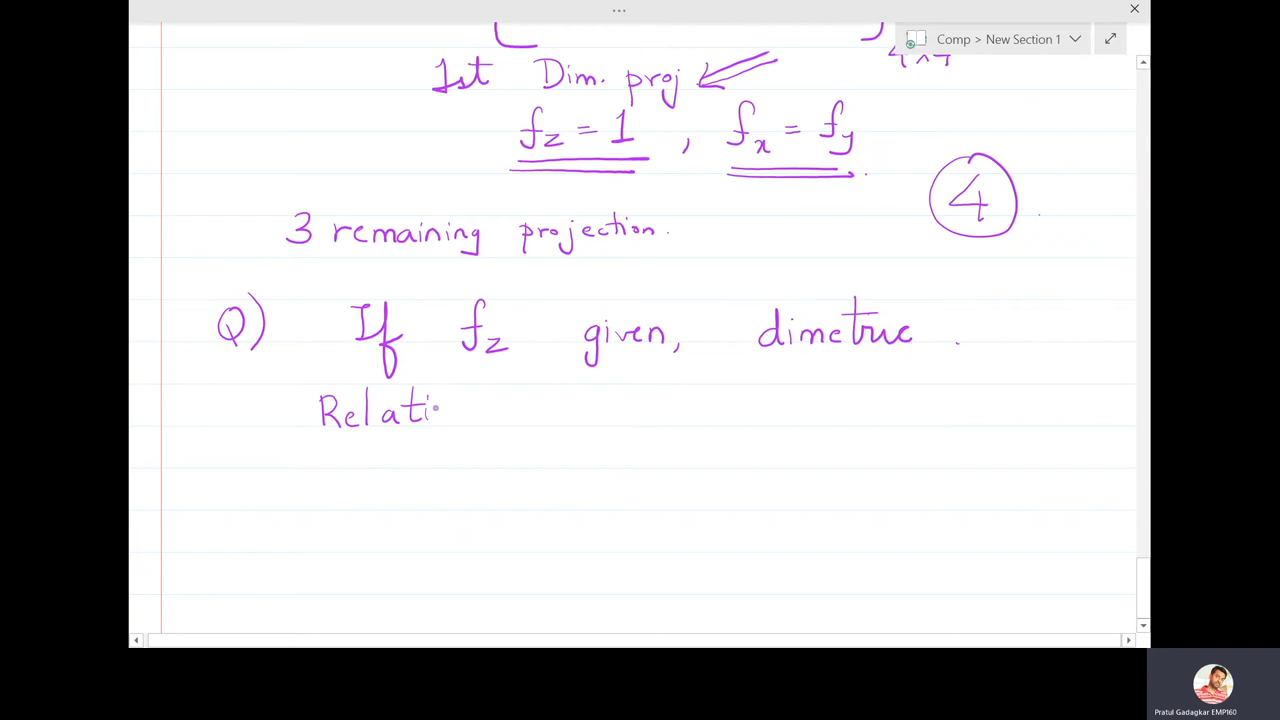 ...
Comp > New Section 1
4x4
1st Dim. proj
fz = 1 , fx = fy
4
3 remaining projection.
Q) If fz given, dimetric .
Relati
Pratul Gadagkar EMP160